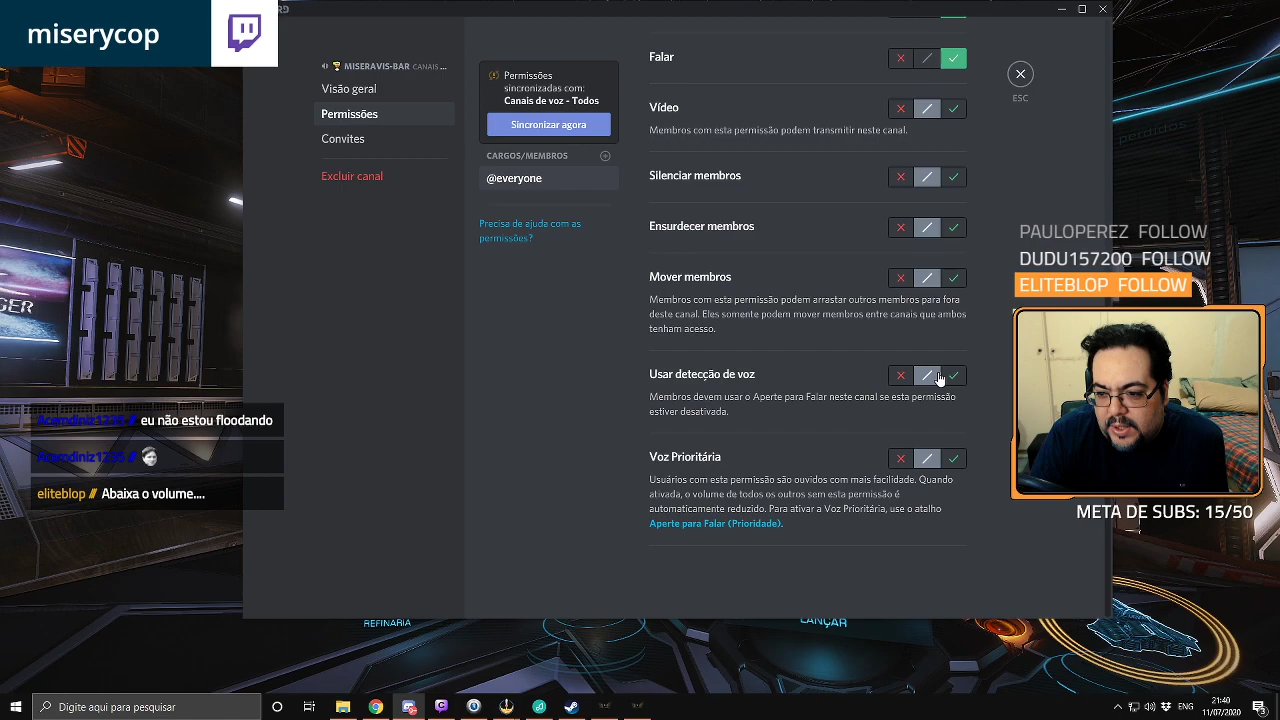 miserycop
MISERAVIS-BAR CANAIS ...
Visão geral
Permissões
Convites
Excluir canal
Permissões
sincronizadas com:
Canais de voz - Todos
Sincronizar agora
CARGOS/MEMBROS
@everyone
Precisa de ajuda com as
permissões?
Falar
Vídeo
Membros com esta permissão podem transmitir neste canal.
Silenciar membros
Ensurdecer membros
Mover membros
Membros com esta permissão podem arrastar outros membros para fora
deste canal. Eles somente podem mover membros entre canais que ambos
tenham acesso.
Usar detecção de voz
Membros devem usar o Aperte para Falar neste canal se esta opção
estiver desativada.
Voz Prioritária
Usuários com esta permissão são ouvidos com mais facilidade. Quando
ativada, o volume de todos os outros sem esta permissão é
automaticamente reduzido. Para ativar a Voz Prioritária, use o atalho
Aperte para Falar (Prioridade).
ESC
perdidos
PAULOPEREZ FOLLOW
DUDU157200 FOLLOW
ELITEBLOP FOLLOW
META DE SUBS: 15/50
eu não estou floodando
eliteblop /// Abaixa o volume....
REFINARIA
LANÇAR
Digite aqui para pesquisar
21:40
11/07/2020